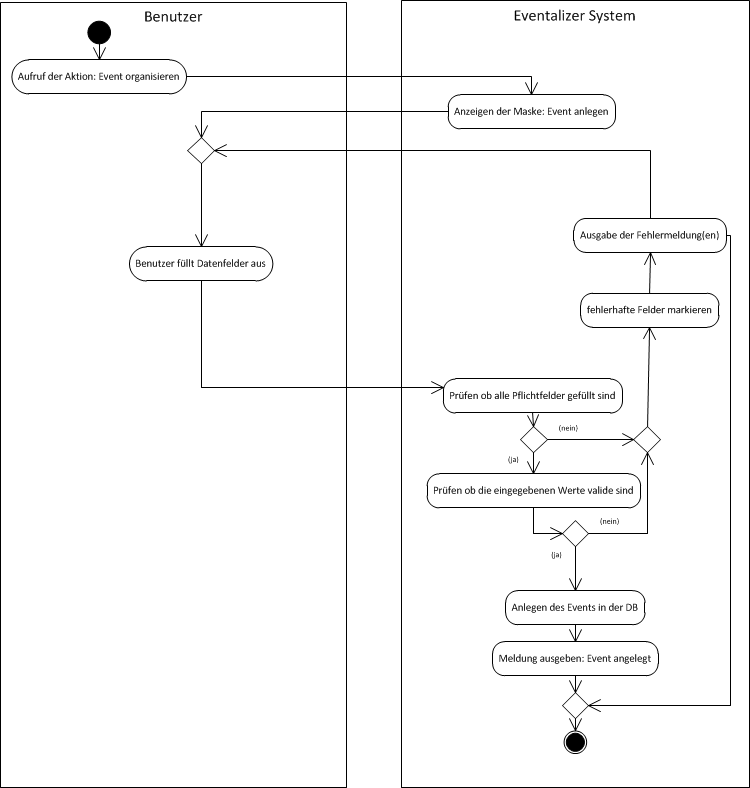 Benutzer
Eventalizer System
Aufruf der Aktion: Event organisieren
Anzeigen der Maske: Event anlegen
Ausgabe der Fehlermeldung(en)
Benutzer füllt Datenfelder aus
fehlerhafte Felder markieren
Prüfen ob alle Pflichtfelder gefüllt sind
(nein)
(ja)
Prüfen ob die eingegebenen Werte valide sind
(nein)
(ja)
Anlegen des Events in der DB
Meldung ausgeben: Event angelegt